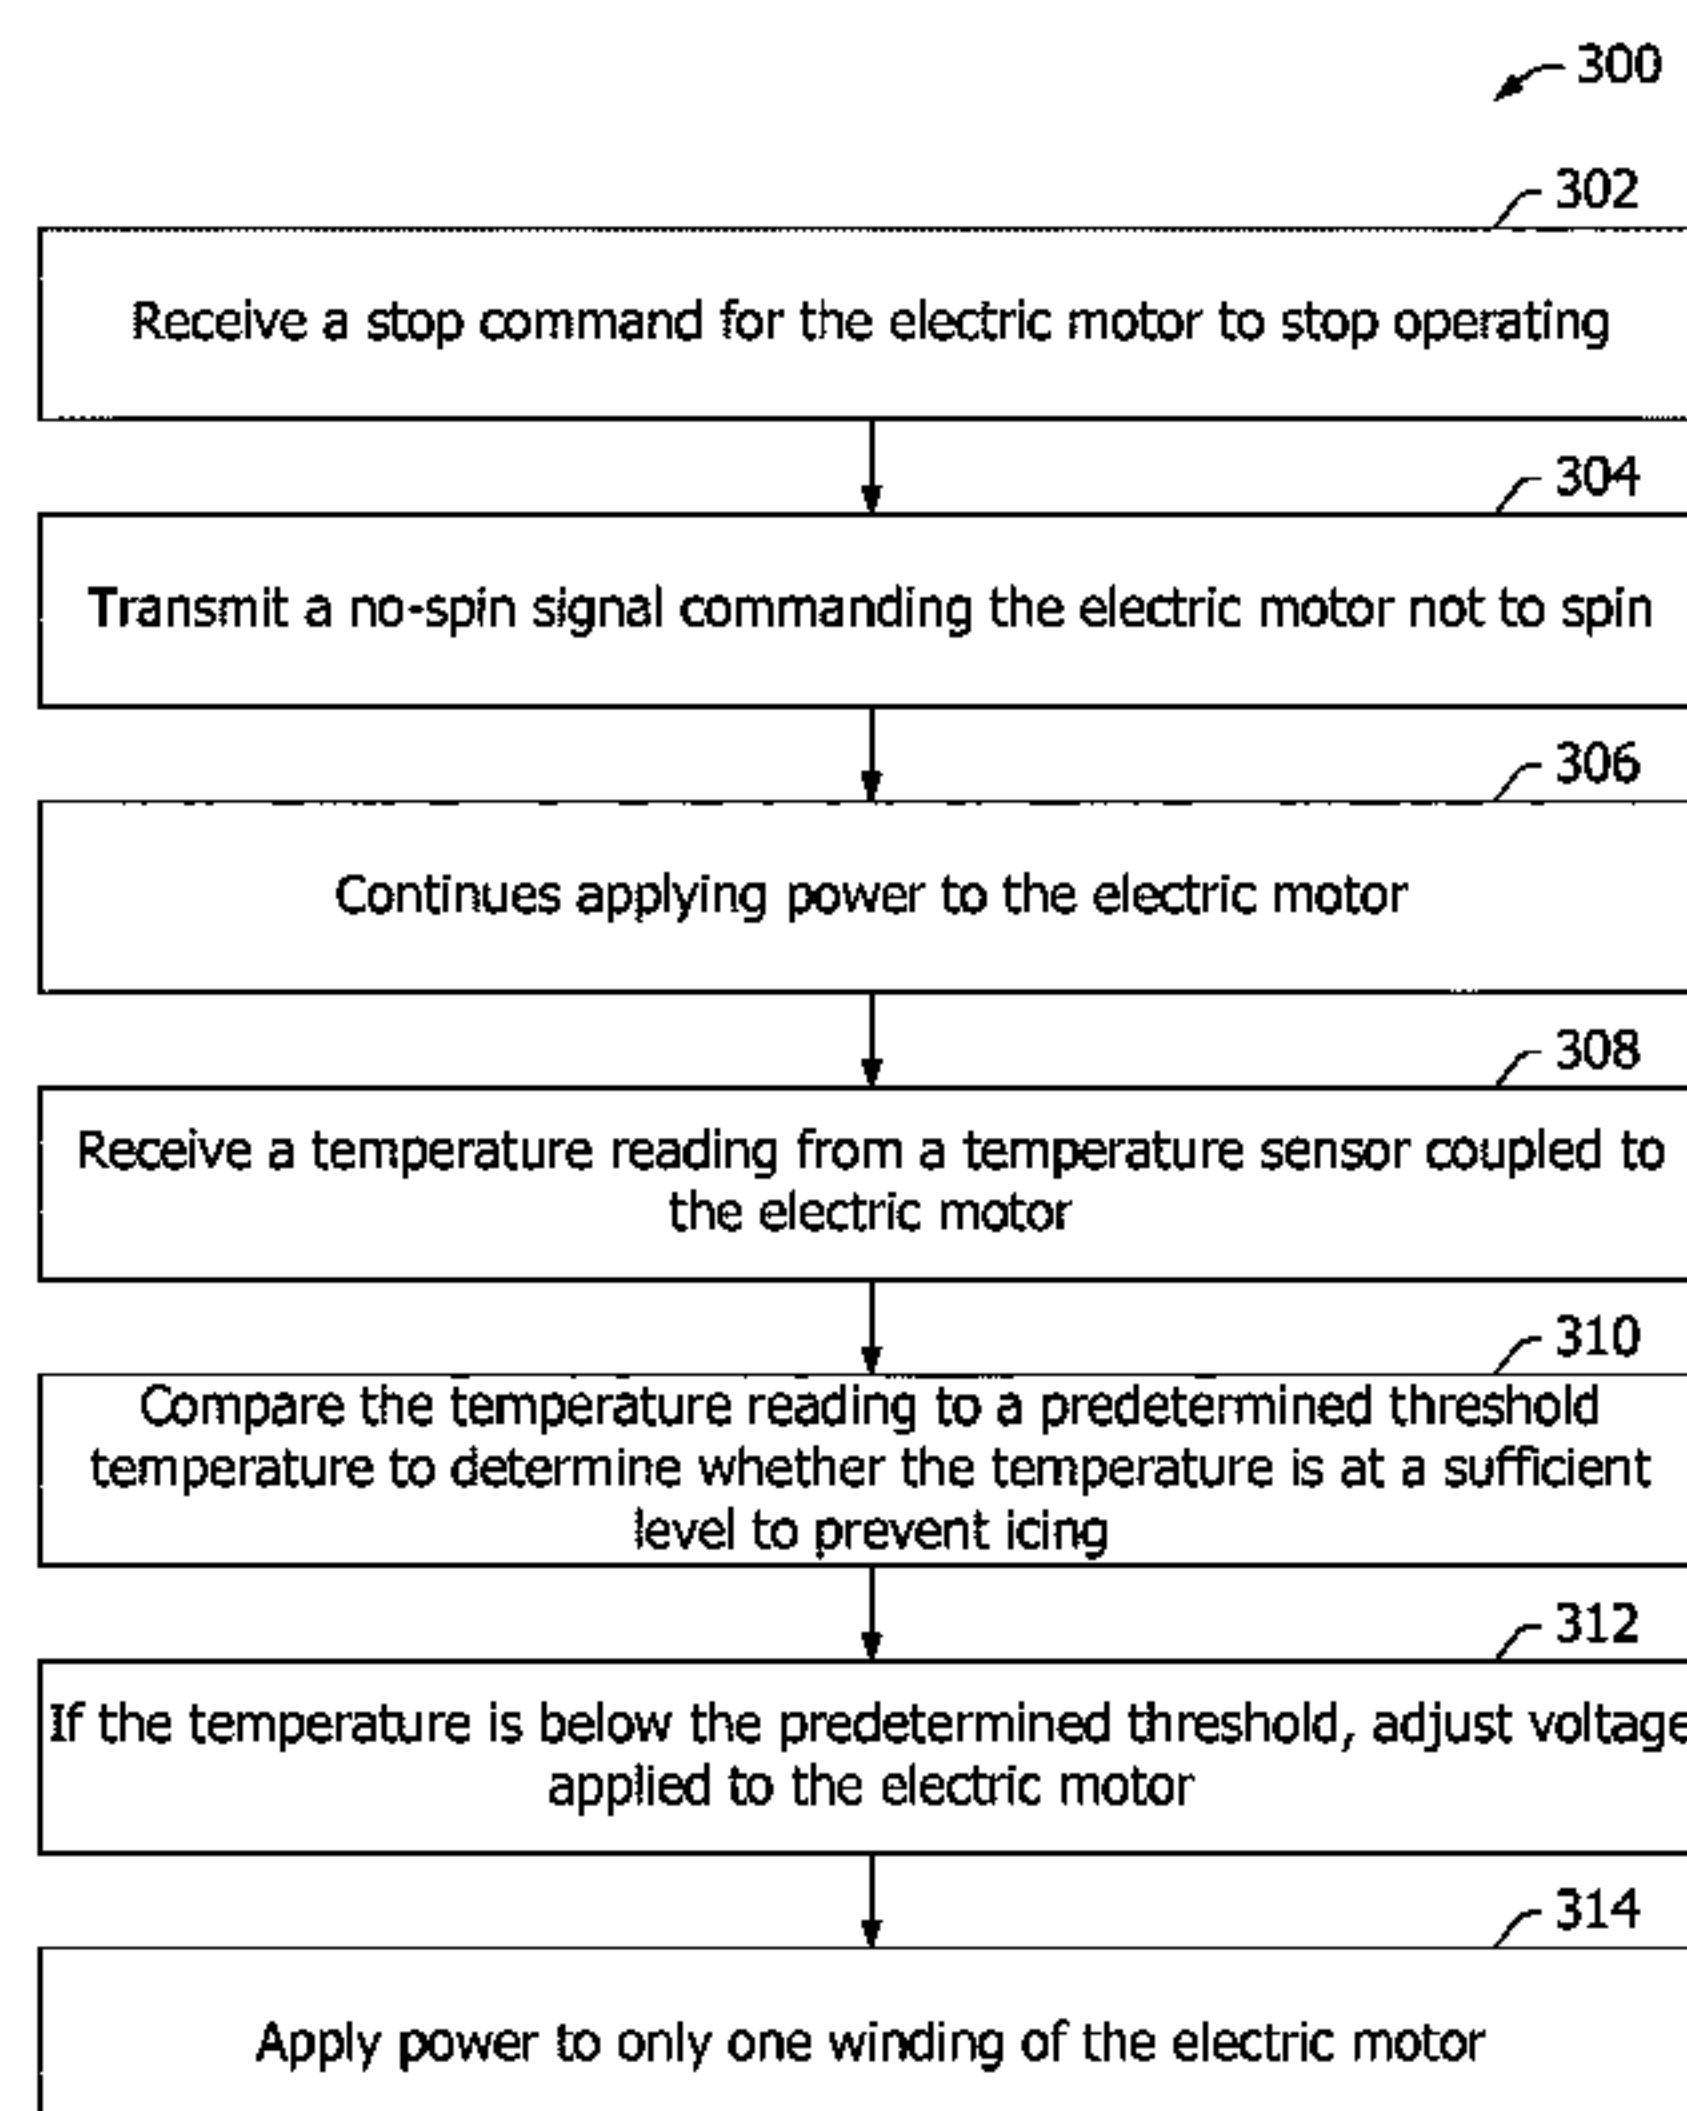 300
302
Receive a stop command for the electric motor to stop operating
304
Transmit a no-spin signal commanding the electric motor not to spin
306
Continues applying power to the electric motor
308
Receive a temperature reading from a temperature sensor coupled to
the electric motor
310
Compare the temperature reading to a predetermined threshold
temperature to determine whether the temperature is at a sufficient
level to prevent icing
312
If the temperature is below the predetermined threshold, adjust voltage
applied to the electric motor
314
Apply power to only one winding of the electric motor